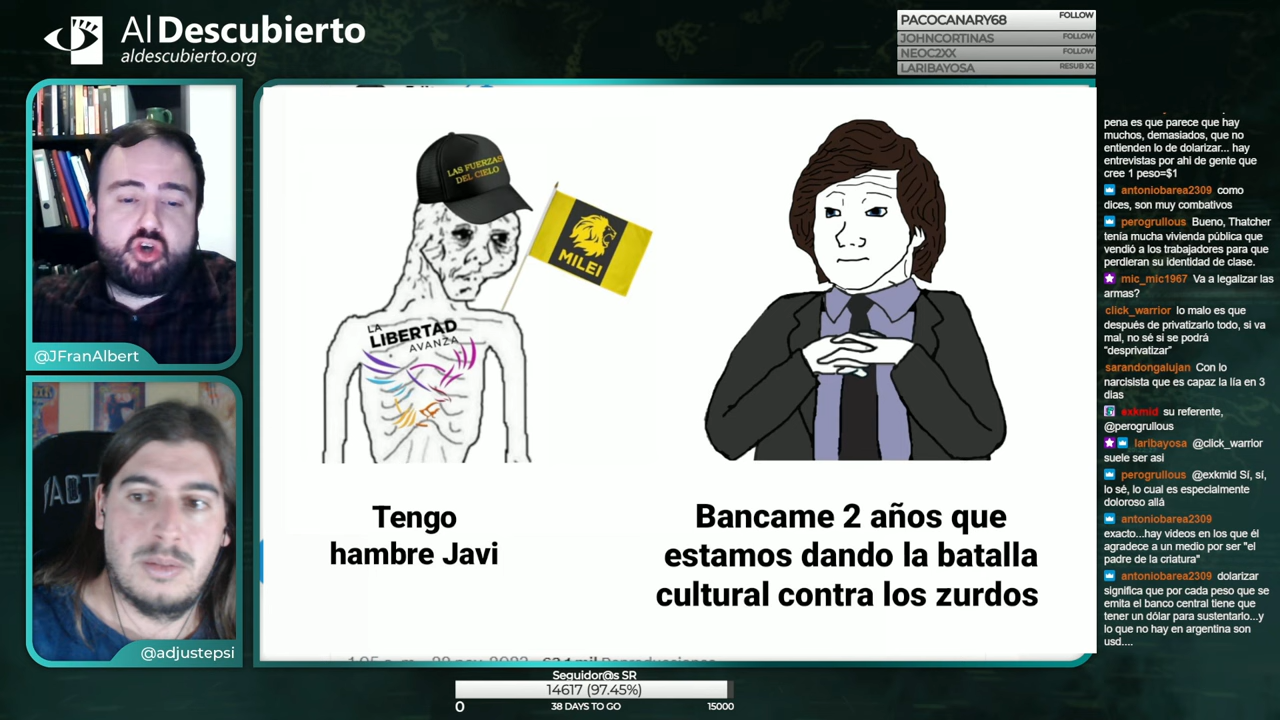 Al Descubierto
aldescubierto.org
PACOCANARY68 FOLLOW
JOHNCORTINAS FOLLOW
NEOC2XX FOLLOW
LARIBAYOSA RESUB X2
@JFranAlbert
@adjustepsi
LAS FUERZAS
DEL CIELO
MILEI
LA
LIBERTAD
AVANZA
Tengo
hambre Javi
Bancame 2 años que
estamos dando la batalla
cultural contra los zurdos
pena es que parece que hay
muchos, demasiados, que no
entienden lo de dolarizar... hay
entrevistas por ahi de gente que
cree 1 peso=$1
antoniobarea2309 como
dices, son muy combativos
perogrullous Bueno, Thatcher
tenía mucha vivienda pública que
vendió a los trabajadores para que
perdieran su identidad de clase.
mic_mic1967 Va a legalizar las
armas?
click_warrior lo malo es que
después de privatizarlo todo, si va
mal, no sé si se podrá
"desprivatizar"
sarandongalujan Con lo
narcisista que es capaz la lía en 3
dias
exkmid su referente,
@perogrullous
laribayosa @click_warrior
suele ser asi
perogrullous @exkmid Sí, sí,
lo sé, lo cual es especialmente
doloroso allá
antoniobarea2309
exacto...hay videos en los que él
agradece a un medio por ser "el
padre de la criatura"
antoniobarea2309 dolarizar
significa que por cada peso que se
emita el banco central tiene que
tener un dólar para sustentarlo...y
lo que no hay en argentina son
usd....
Seguidor@s SR
14617 (97.45%)
0 38 DAYS TO GO 15000